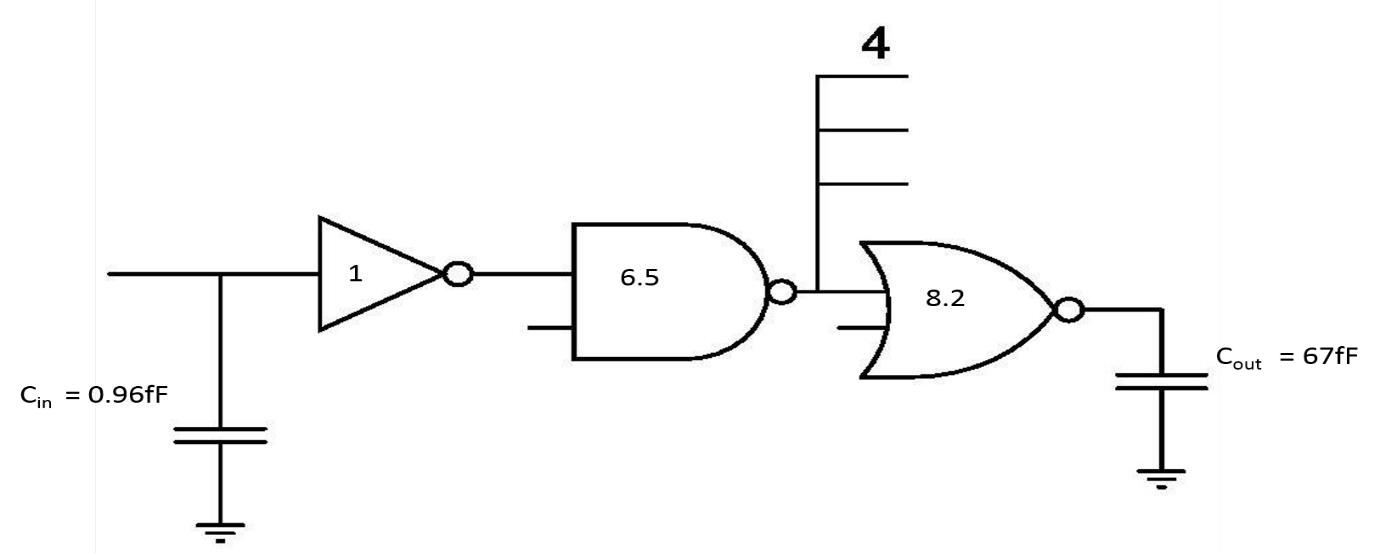 4
1
6.5
8.2
C_in = 0.96fF
C_out = 67fF